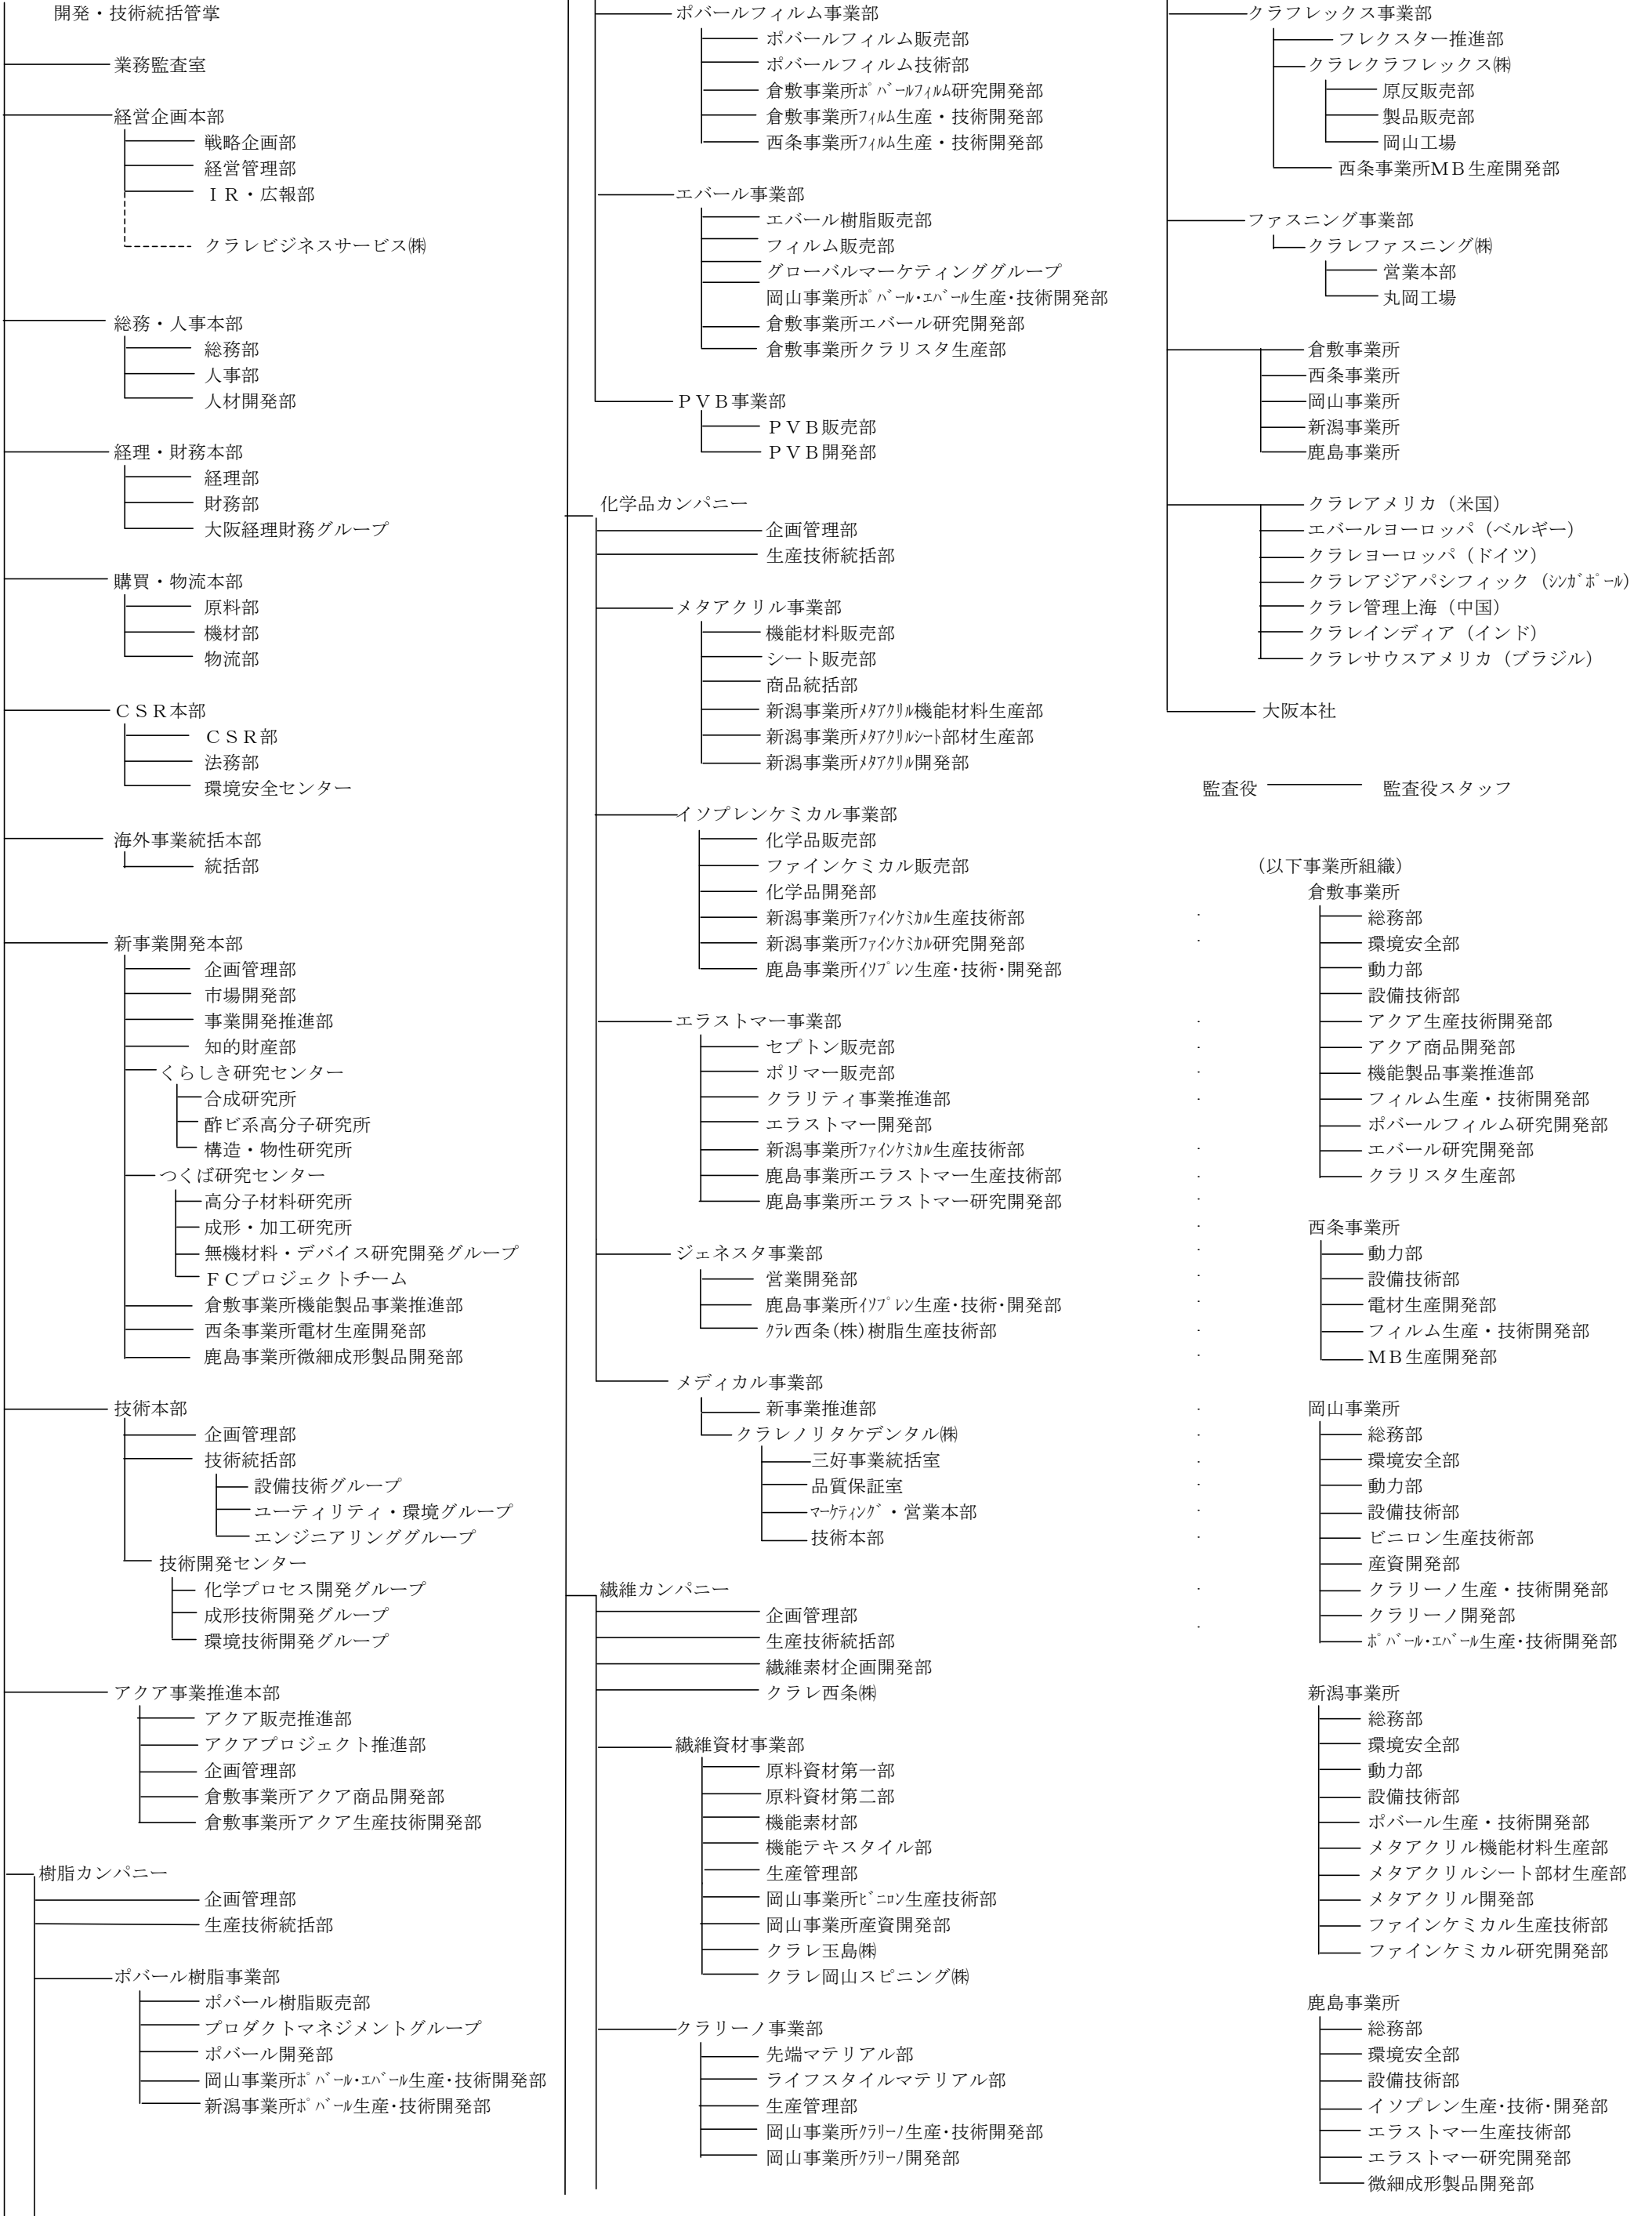 開発・技術統括管掌
業務監査室
経営企画本部
戦略企画部
経営管理部
ＩＲ・広報部
クラレビジネスサービス㈱
総務・人事本部
総務部
人事部
人材開発部
経理・財務本部
経理部
財務部
大阪経理財務グループ
購買・物流本部
原料部
機材部
物流部
ＣＳＲ本部
ＣＳＲ部
法務部
環境安全センター
海外事業統括本部
統括部
新事業開発本部
企画管理部
市場開発部
事業開発推進部
知的財産部
くらしき研究センター
合成研究所
酢ビ系高分子研究所
構造・物性研究所
つくば研究センター
高分子材料研究所
成形・加工研究所
無機材料・デバイス研究開発グループ
ＦＣプロジェクトチーム
倉敷事業所機能製品事業推進部
西条事業所電材生産開発部
鹿島事業所微細成形製品開発部
技術本部
企画管理部
技術統括部
設備技術グループ
ユーティリティ・環境グループ
エンジニアリンググループ
技術開発センター
化学プロセス開発グループ
成形技術開発グループ
環境技術開発グループ
アクア事業推進本部
アクア販売推進部
アクアプロジェクト推進部
企画管理部
倉敷事業所アクア商品開発部
倉敷事業所アクア生産技術開発部
樹脂カンパニー
企画管理部
生産技術統括部
ポバール樹脂事業部
ポバール樹脂販売部
プロダクトマネジメントグループ
ポバール開発部
岡山事業所ﾎﾟﾊﾞｰﾙ･ｴﾊﾞｰﾙ生産･技術開発部
新潟事業所ﾎﾟﾊﾞｰﾙ生産･技術開発部
ポバールフィルム事業部
ポバールフィルム販売部
ポバールフィルム技術部
倉敷事業所ﾎﾟﾊﾞｰﾙﾌｨﾙﾑ研究開発部
倉敷事業所ﾌｨﾙﾑ生産・技術開発部
西条事業所ﾌｨﾙﾑ生産・技術開発部
エバール事業部
エバール樹脂販売部
フィルム販売部
グローバルマーケティンググループ
岡山事業所ﾎﾟﾊﾞｰﾙ･ｴﾊﾞｰﾙ生産･技術開発部
倉敷事業所エバール研究開発部
倉敷事業所クラリスタ生産部
ＰＶＢ事業部
ＰＶＢ販売部
ＰＶＢ開発部
化学品カンパニー
企画管理部
生産技術統括部
メタアクリル事業部
機能材料販売部
シート販売部
商品統括部
新潟事業所ﾒﾀｱｸﾘﾙ機能材料生産部
新潟事業所ﾒﾀｱｸﾘﾙｼｰﾄ部材生産部
新潟事業所ﾒﾀｱｸﾘﾙ開発部
イソプレンケミカル事業部
化学品販売部
ファインケミカル販売部
化学品開発部
新潟事業所ﾌｧｲﾝｹﾐｶﾙ生産技術部
新潟事業所ﾌｧｲﾝｹﾐｶﾙ研究開発部
鹿島事業所ｲｿﾌﾟﾚﾝ生産･技術･開発部
エラストマー事業部
セプトン販売部
ポリマー販売部
クラリティ事業推進部
エラストマー開発部
新潟事業所ﾌｧｲﾝｹﾐｶﾙ生産技術部
鹿島事業所エラストマー生産技術部
鹿島事業所エラストマー研究開発部
ジェネスタ事業部
営業開発部
鹿島事業所ｲｿﾌﾟﾚﾝ生産･技術･開発部
ｸﾗﾚ西条(株)樹脂生産技術部
メディカル事業部
新事業推進部
クラレノリタケデンタル㈱
三好事業統括室
品質保証室
ﾏｰｹﾃｨﾝｸﾞ・営業本部
技術本部
繊維カンパニー
企画管理部
生産技術統括部
繊維素材企画開発部
クラレ西条㈱
繊維資材事業部
原料資材第一部
原料資材第二部
機能素材部
機能テキスタイル部
生産管理部
岡山事業所ﾋﾞﾆﾛﾝ生産技術部
岡山事業所産資開発部
クラレ玉島㈱
クラレ岡山スピニング㈱
クラリーノ事業部
先端マテリアル部
ライフスタイルマテリアル部
生産管理部
岡山事業所ｸﾗﾘｰﾉ生産･技術開発部
岡山事業所ｸﾗﾘｰﾉ開発部
クラフレックス事業部
フレクスター推進部
クラレクラフレックス㈱
原反販売部
製品販売部
岡山工場
西条事業所ＭＢ生産開発部
ファスニング事業部
クラレファスニング㈱
営業本部
丸岡工場
倉敷事業所
西条事業所
岡山事業所
新潟事業所
鹿島事業所
クラレアメリカ（米国）
エバールヨーロッパ（ベルギー）
クラレヨーロッパ（ドイツ）
クラレアジアパシフィック（ｼﾝｶﾞﾎﾟｰﾙ）
クラレ管理上海（中国）
クラレインディア（インド）
クラレサウスアメリカ（ブラジル）
大阪本社
監査役 監査役スタッフ
（以下事業所組織）
倉敷事業所
総務部
環境安全部
動力部
設備技術部
アクア生産技術開発部
アクア商品開発部
機能製品事業推進部
フィルム生産・技術開発部
ポバールフィルム研究開発部
エバール研究開発部
クラリスタ生産部
西条事業所
動力部
設備技術部
電材生産開発部
フィルム生産・技術開発部
ＭＢ生産開発部
岡山事業所
総務部
環境安全部
動力部
設備技術部
ビニロン生産技術部
産資開発部
クラリーノ生産・技術開発部
クラリーノ開発部
ﾎﾟﾊﾞｰﾙ･ｴﾊﾞｰﾙ生産･技術開発部
新潟事業所
総務部
環境安全部
動力部
設備技術部
ポバール生産・技術開発部
メタアクリル機能材料生産部
メタアクリルシート部材生産部
メタアクリル開発部
ファインケミカル生産技術部
ファインケミカル研究開発部
鹿島事業所
総務部
環境安全部
設備技術部
イソプレン生産･技術･開発部
エラストマー生産技術部
エラストマー研究開発部
微細成形製品開発部